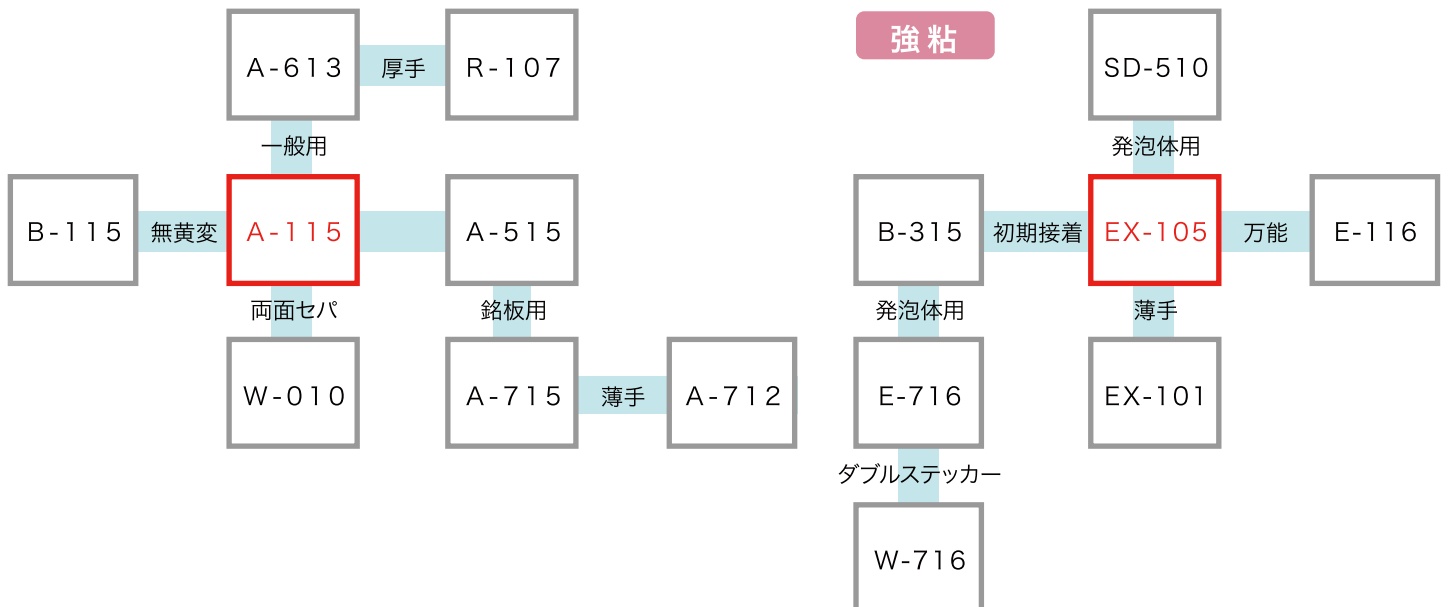 A-613
厚手
R-107
一般用
B-115
無黄変
A-115
A-515
両面セパ
銘板用
W-010
A-715
薄手
A-712
強粘
SD-510
発泡体用
B-315
初期接着
EX-105
万能
E-116
発泡体用
薄手
E-716
EX-101
ダブルステッカー
W-716